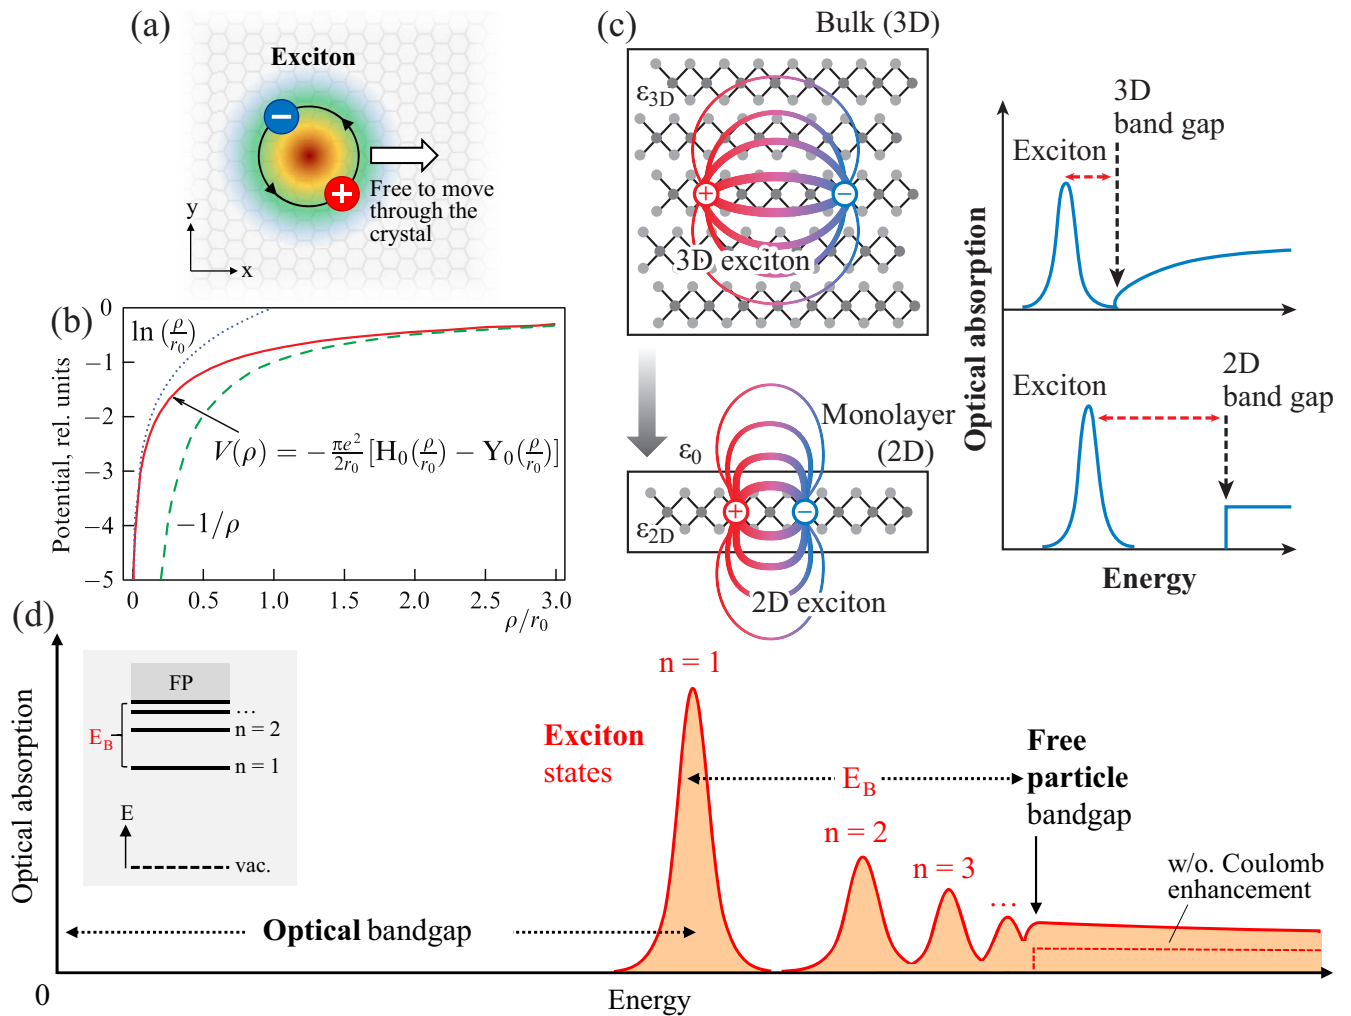 (a)
Exciton
−
+
Free to move
through the
crystal
y
x
(b)
Potential, rel. units
0
−1
−2
−3
−4
−5
ln(ρ/r₀)
V(ρ) = −πe²/2r₀ [H₀(ρ/r₀) − Y₀(ρ/r₀)]
−1/ρ
0 0.5 1.0 1.5 2.0 2.5 3.0
ρ/r₀
(c)
Bulk (3D)
ε3D
+
−
3D exciton
Monolayer
(2D)
ε₀
ε2D
+
−
2D exciton
Optical absorption
3D
band gap
Exciton
2D
band gap
Exciton
Energy
(d)
Optical absorption
FP
...
n = 2
n = 1
E_B
E
vac.
n = 1
Exciton
states
E_B
Free
particle
bandgap
n = 2
n = 3
...
w/o. Coulomb
enhancement
Optical bandgap
0
Energy